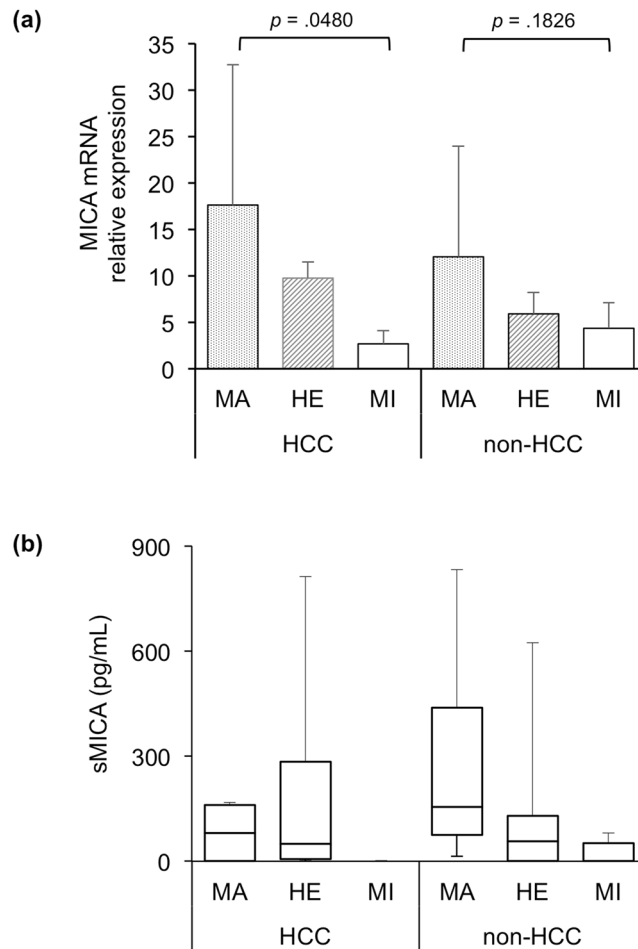 (a)
p = .0480
p = .1826
MICA mRNA
relative expression
35
30
25
20
15
10
5
0
MA HE MI MA HE MI
HCC non-HCC
(b)
sMICA (pg/mL)
900
600
300
0
MA HE MI MA HE MI
HCC non-HCC